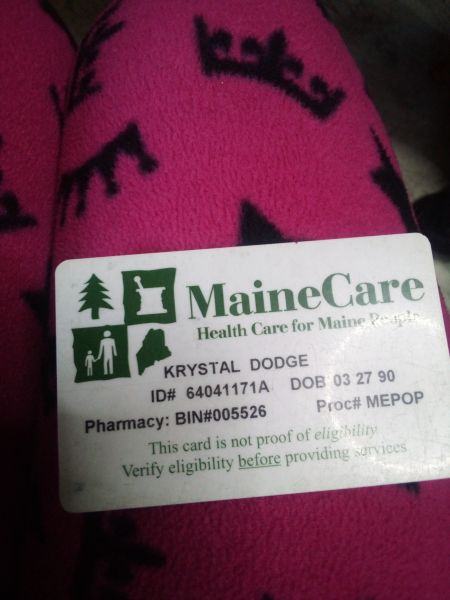 MaineCare
Health Care for Maine People
KRYSTAL DODGE
ID# 64041171A DOB 03 27 90
Pharmacy: BIN#005526 Proc# MEPOP
This card is not proof of eligibility
Verify eligibility before providing services